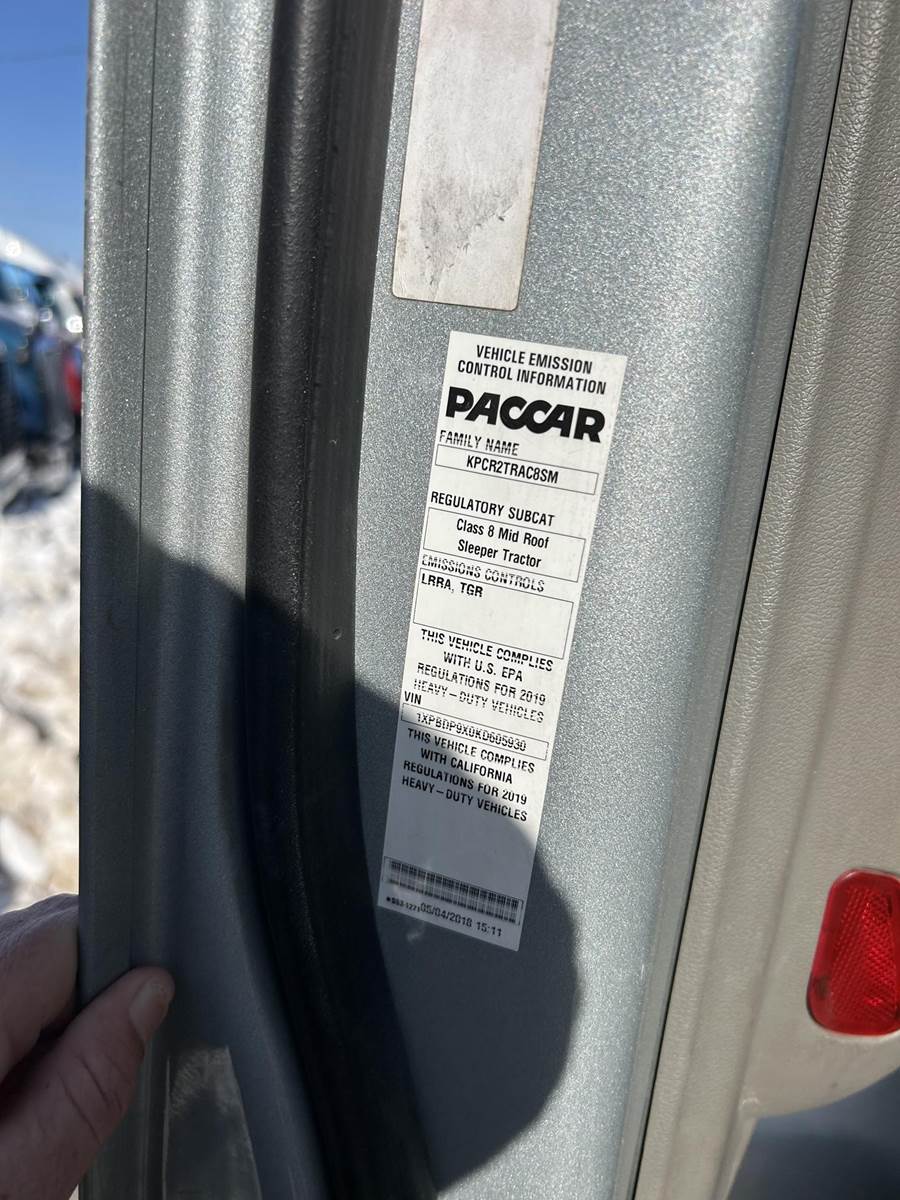 VEHICLE EMISSION
CONTROL INFORMATION
PACCAR
FAMILY NAME
KPCR2TRAC8SM
REGULATORY SUBCAT
Class 8 Mid Roof
Sleeper Tractor
EMISSIONS CONTROLS
LRRA, TGR
THIS VEHICLE COMPLIES
WITH U.S. EPA
REGULATIONS FOR 2019
HEAVY-DUTY VEHICLES
VIN
1XPBDP9X0KD605930
THIS VEHICLE COMPLIES
WITH CALIFORNIA
REGULATIONS FOR 2019
HEAVY-DUTY VEHICLES
05/04/2018 15:11